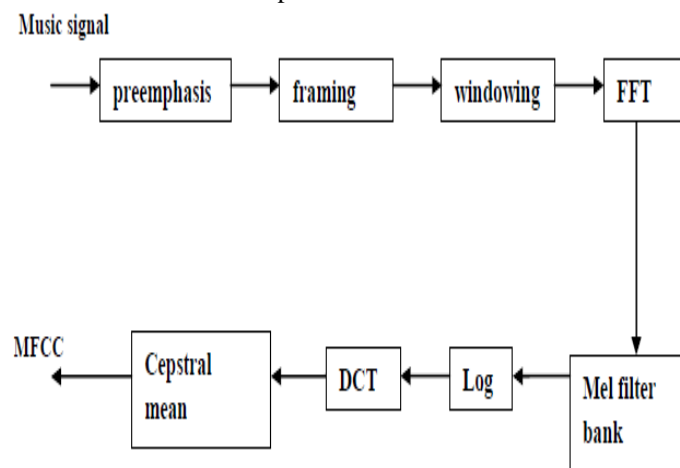 Music signal
preemphasis
framing
windowing
FFT
Mel filter
bank
Log
DCT
Cepstral
mean
MFCC